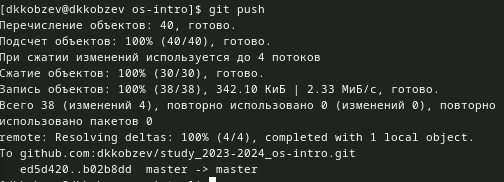 [dkkobzev@dkkobzev os-intro]$ git push
Перечисление объектов: 40, готово.
Подсчет объектов: 100% (40/40), готово.
При сжатии изменений используется до 4 потоков
Сжатие объектов: 100% (30/30), готово.
Запись объектов: 100% (38/38), 342.10 КиБ | 2.33 МиБ/с, готово.
Всего 38 (изменений 4), повторно использовано 0 (изменений 0), повторно
использовано пакетов 0
remote: Resolving deltas: 100% (4/4), completed with 1 local object.
To github.com:dkkobzev/study_2023-2024_os-intro.git
ed5d420..b02b8dd  master -> master